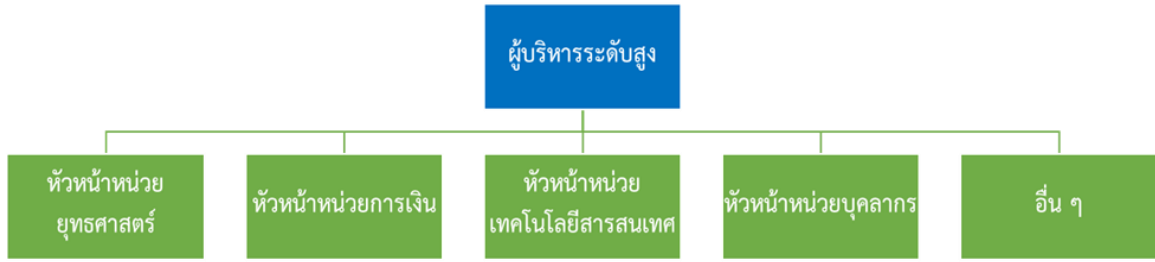 ผู้บริหารระดับสูง
หัวหน้าหน่วย
ยุทธศาสตร์
หัวหน้าหน่วยการเงิน
หัวหน้าหน่วย
เทคโนโลยีสารสนเทศ
หัวหน้าหน่วยบุคลากร
อื่น ๆ